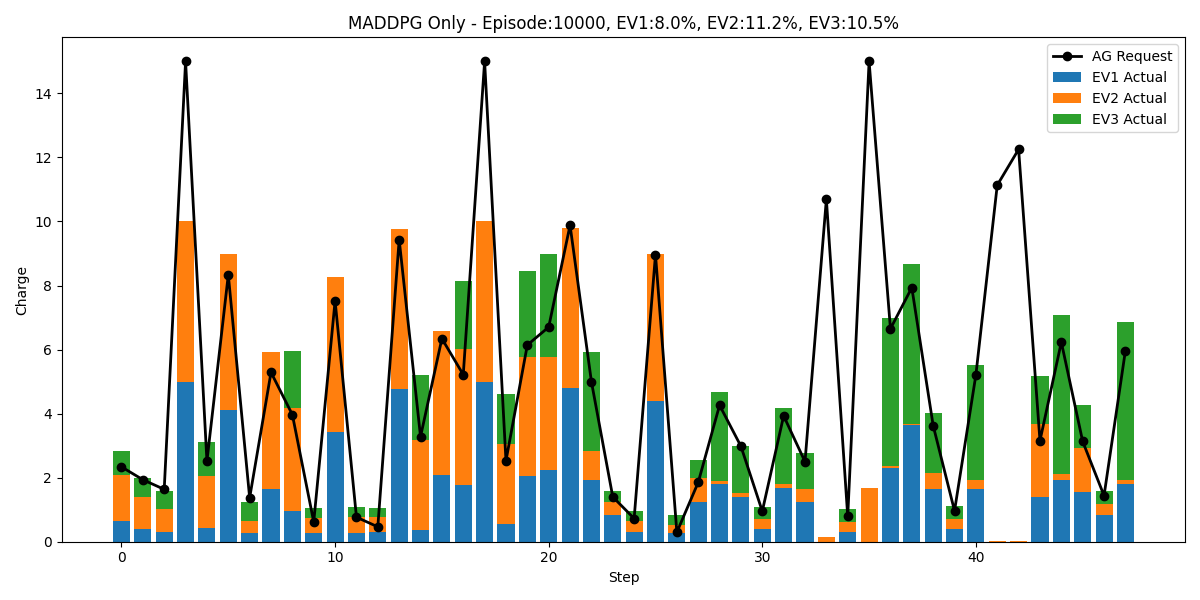 MADDPG Only - Episode:10000, EV1:8.0%, EV2:11.2%, EV3:10.5%
AG Request
EV1 Actual
EV2 Actual
EV3 Actual
Charge
14
12
10
8
6
4
2
0
0 10 20 30 40
Step